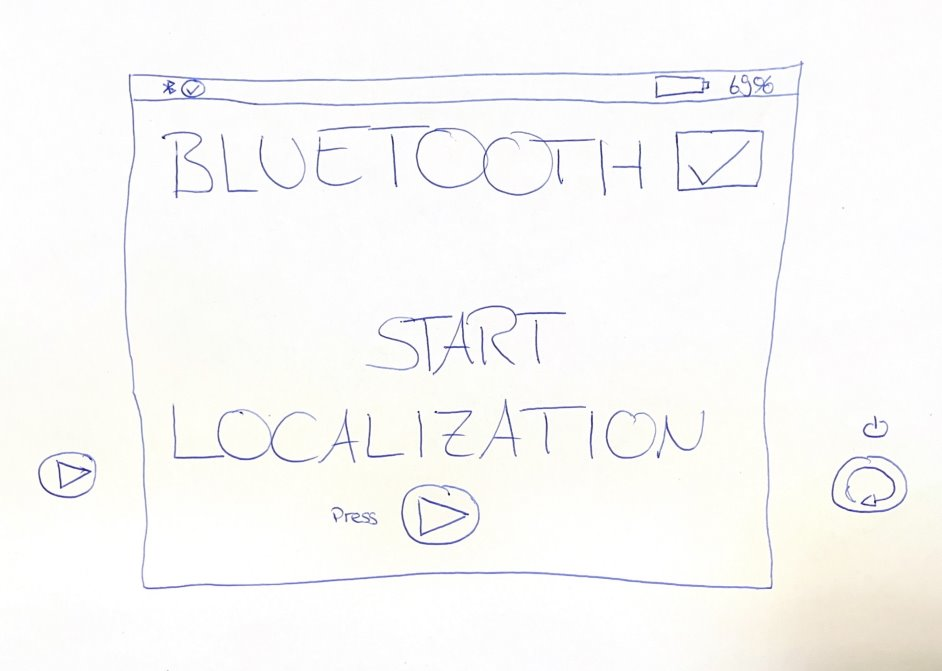 69%
BLUETOOTH
START
LOCALIZATION
Press